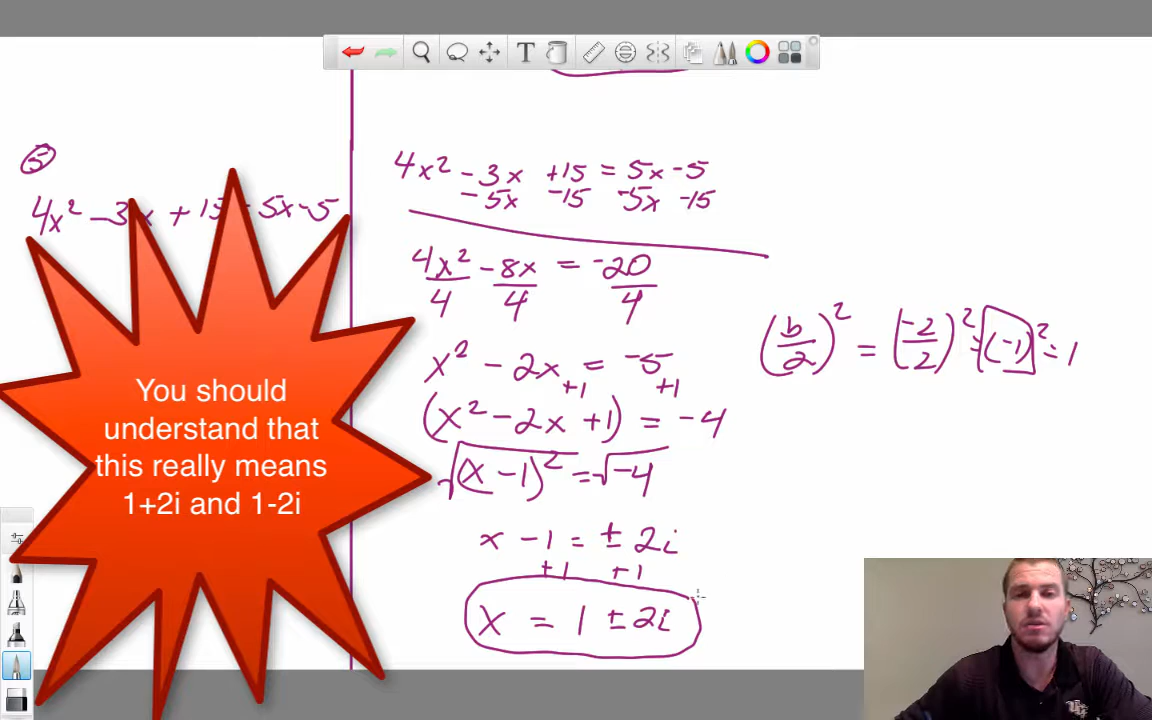 5
4x² - 3x + 15 = 5x - 5
You should
understand that
this really means
1+2i and 1-2i
4x² - 3x + 15 = 5x - 5
- 5x - 15 - 5x - 15
4x²/4 - 8x/4 = -20/4
x² - 2x +1 = -5 +1
(x² - 2x + 1) = -4
√(x - 1)² = √-4
x - 1 = ± 2i
+1 +1
x = 1 ± 2i
(b/2)² = (-2/2)² = (-1)² = 1
T